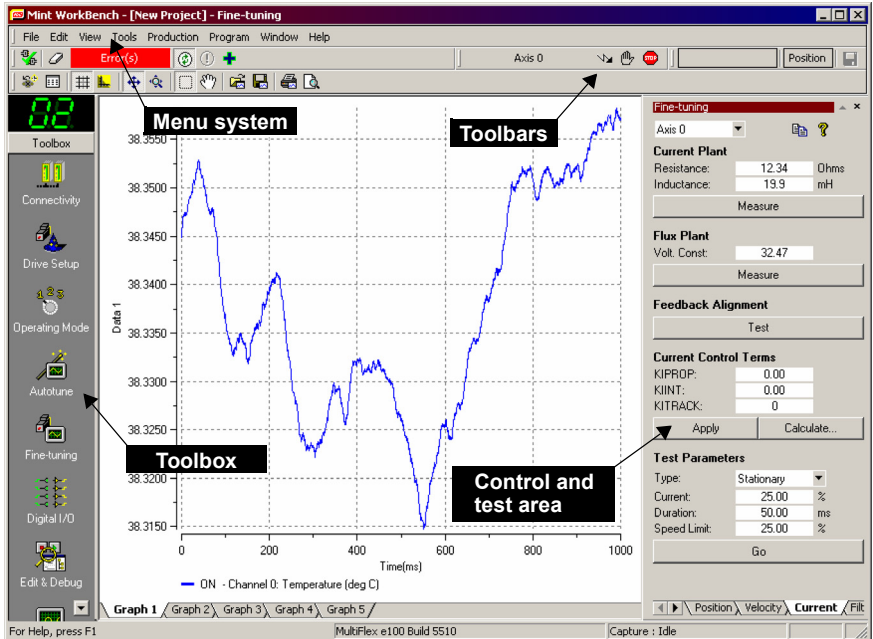 Mint WorkBench - [New Project] - Fine-tuning
File Edit View Tools Production Program Window Help
Error(s)
Axis 0
STOP
Position
02
Toolbox
Connectivity
Drive Setup
1 2 3
Operating Mode
Autotune
Fine-tuning
Digital I/O
Edit & Debug
Menu system
Toolbars
Toolbox
Control and
test area
Data 1
38.3550
38.3500
38.3450
38.3400
38.3350
38.3300
38.3250
38.3200
38.3150
0 200 400 600 800 1000
Time(ms)
ON - Channel 0: Temperature (deg C)
Graph 1 Graph 2 Graph 3 Graph 4 Graph 5
Fine-tuning
Axis 0
Current Plant
Resistance: 12.34 Ohms
Inductance: 19.9 mH
Measure
Flux Plant
Volt. Const: 32.47
Measure
Feedback Alignment
Test
Current Control Terms
KIPROP: 0.00
KIINT: 0.00
KITRACK: 0
Apply Calculate...
Test Parameters
Type: Stationary
Current: 25.00 %
Duration: 50.00 ms
Speed Limit: 25.00 %
Go
Position Velocity Current Filt
For Help, press F1
MultiFlex e100 Build 5510
Capture : Idle